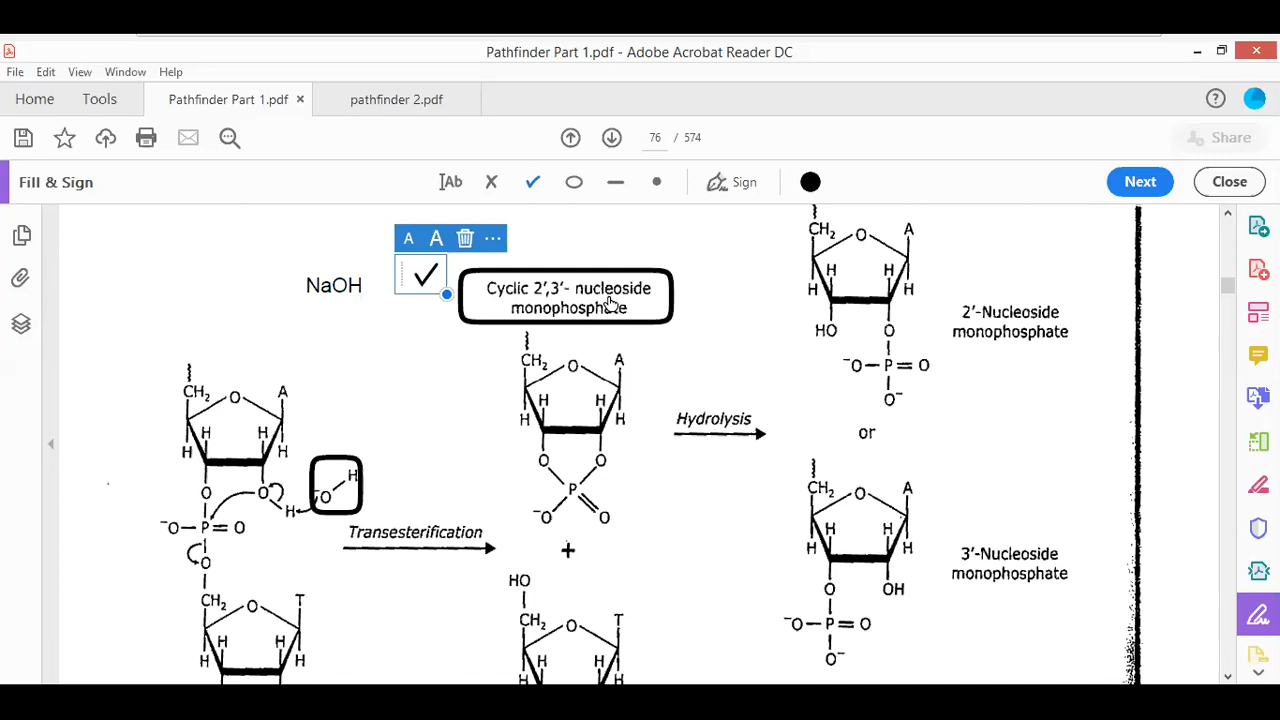 Pathfinder Part 1.pdf - Adobe Acrobat Reader DC
File Edit View Window Help
Home Tools Pathfinder Part 1.pdf × pathfinder 2.pdf
76 / 574
Share
Fill & Sign
Ab Sign
Next
Close
A A
NaOH
Cyclic 2′,3′- nucleoside
monophosphate
CH₂ O A
H H
H H
HO O
⁻O P O
O⁻
2′-Nucleoside
monophosphate
CH₂ O A
H H
H H
O O
⁻O P O
O H
⁻O H
CH₂ O T
H H
H H
Transesterification
CH₂ O A
H H
H H
O O
P
⁻O O
+
HO
CH₂ O T
H H
H H
Hydrolysis
or
CH₂ O A
H H
H H
O OH
⁻O P O
O⁻
3′-Nucleoside
monophosphate